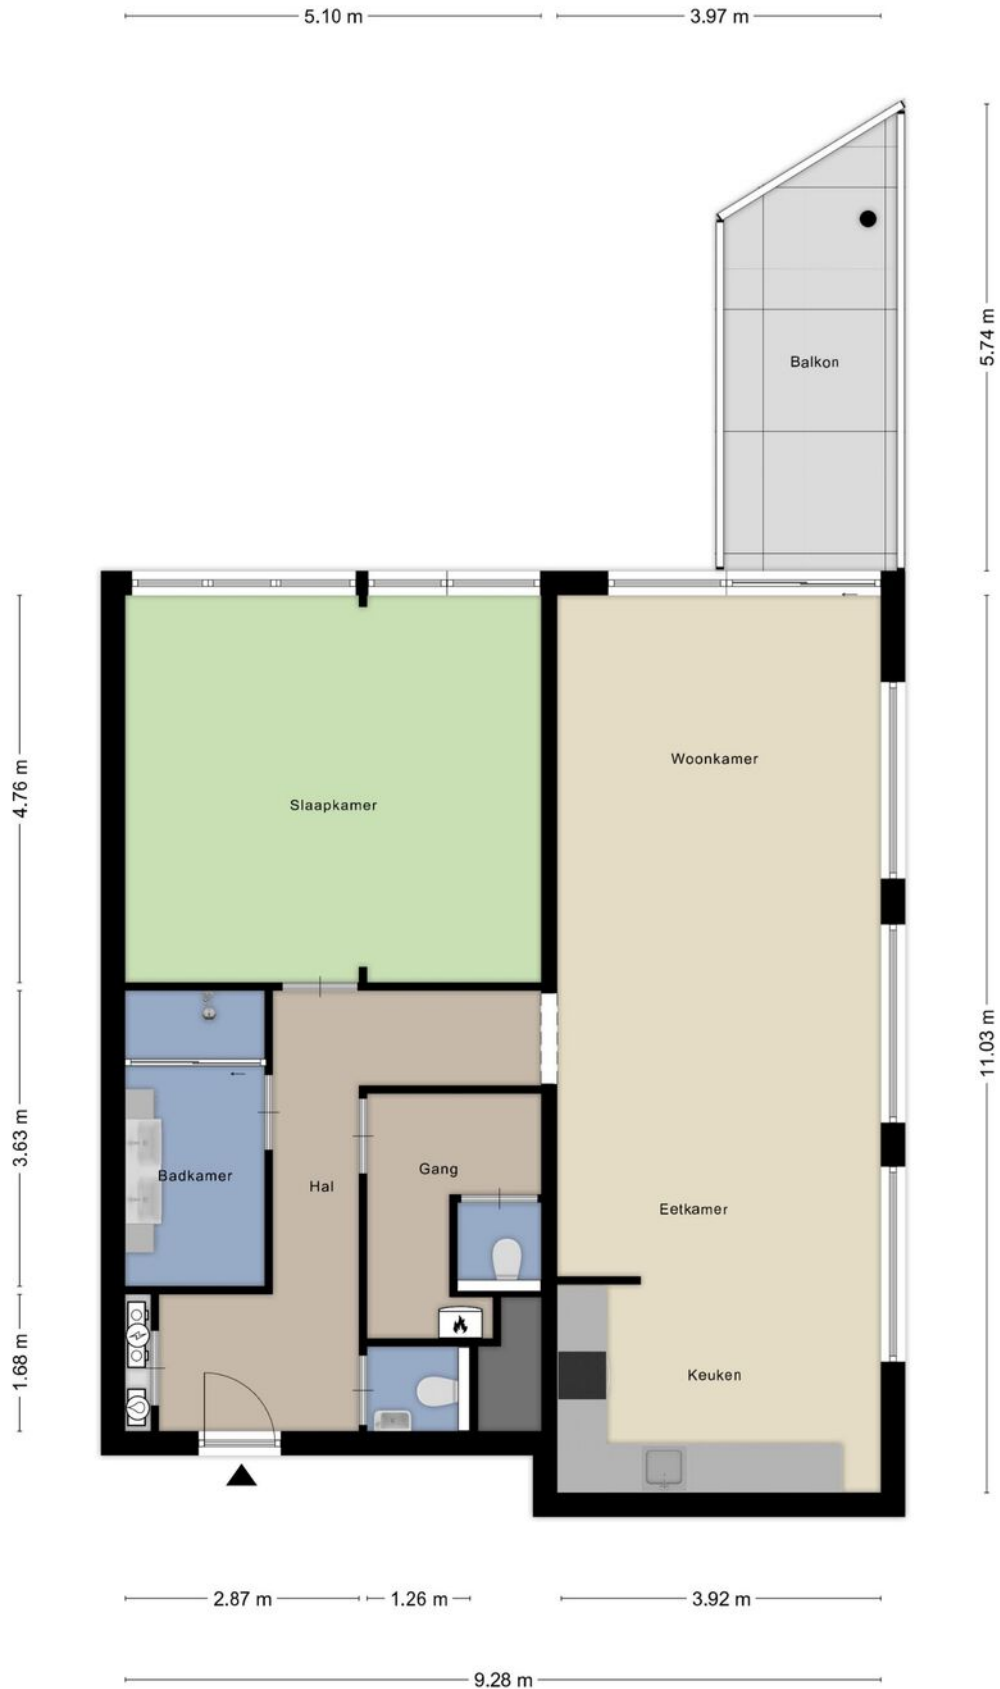 5.10 m
3.97 m
5.74 m
Balkon
Woonkamer
4.76 m
Slaapkamer
11.03 m
3.63 m
Badkamer
Hal
Gang
Eetkamer
1.68 m
Keuken
2.87 m
1.26 m
3.92 m
9.28 m